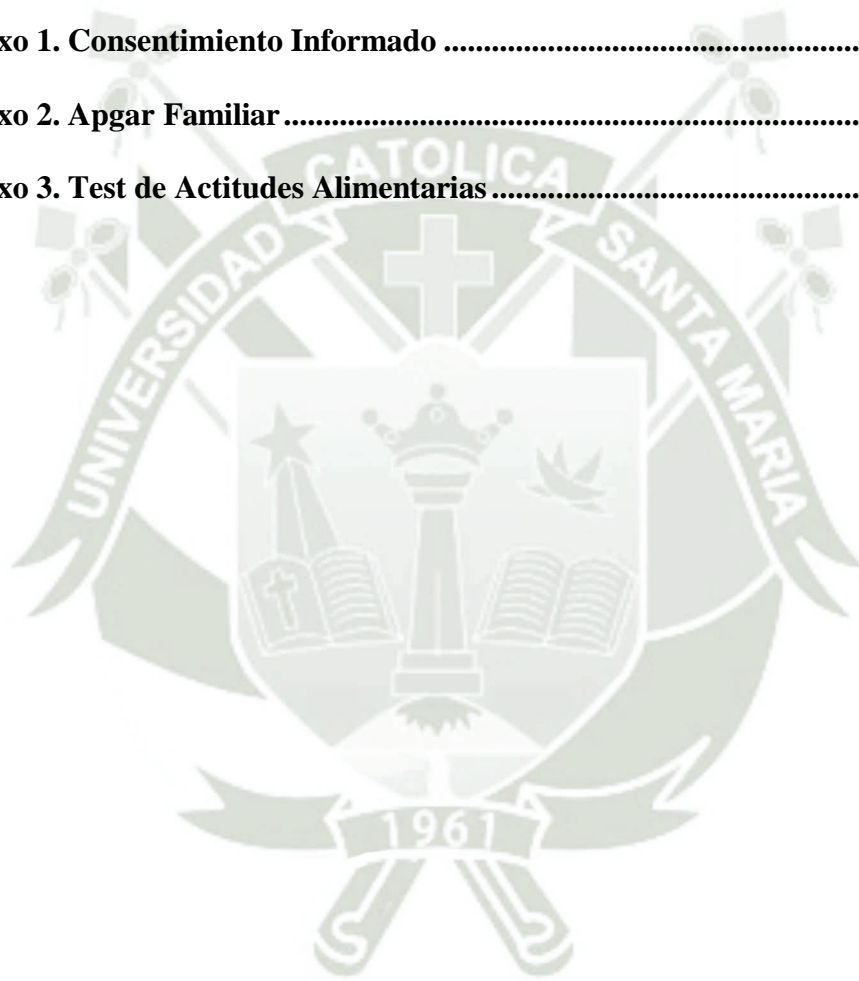 xo 1. Consentimiento Informado ....................................................
xo 2. Apgar Familiar ........................................................................
xo 3. Test de Actitudes Alimentarias ..............................................
UNIVERSIDAD CATOLICA SANTA MARIA
1961